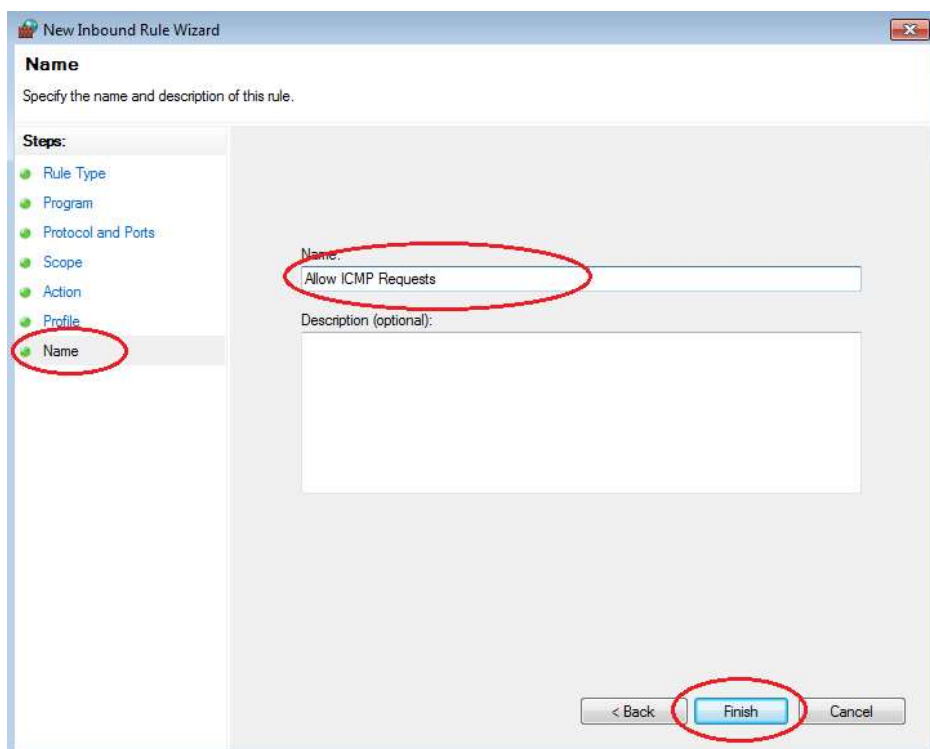 New Inbound Rule Wizard
Name
Specify the name and description of this rule.
Steps:
Rule Type
Program
Protocol and Ports
Scope
Action
Profile
Name
Name:
Allow ICMP Requests
Description (optional):
< Back
Finish
Cancel